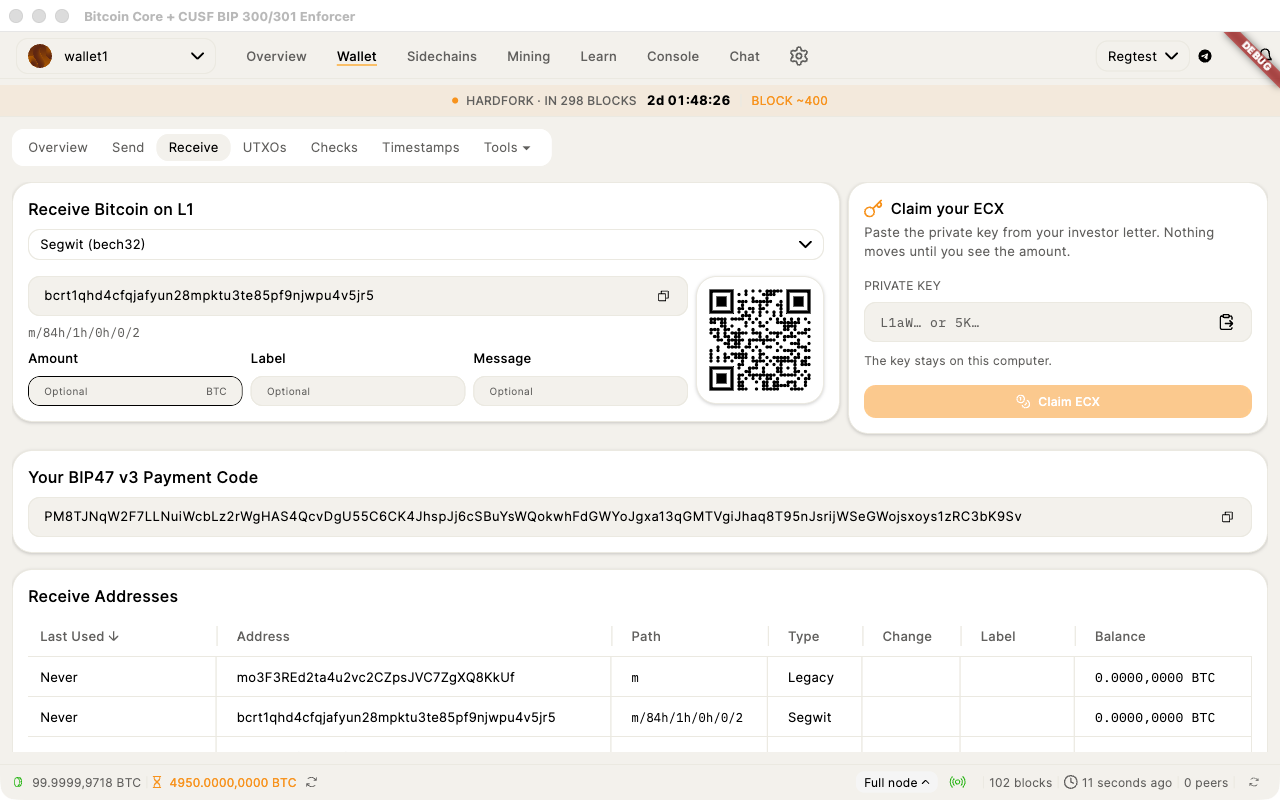 Bitcoin Core + CUSF BIP 300/301 Enforcer
wallet1
Overview
Wallet
Sidechains
Mining
Learn
Console
Chat
Regtest
DEBUG
HARDFORK · IN 298 BLOCKS 2d 01:48:26 BLOCK ~400
Overview
Send
Receive
UTXOs
Checks
Timestamps
Tools
Receive Bitcoin on L1
Segwit (bech32)
bcrt1qhd4cfqjafyun28mpktu3te85pf9njwpu4v5jr5
m/84h/1h/0h/0/2
Amount Label Message
Optional BTC Optional Optional
Claim your ECX
Paste the private key from your investor letter. Nothing
moves until you see the amount.
PRIVATE KEY
L1aW… or 5K…
The key stays on this computer.
Claim ECX
Your BIP47 v3 Payment Code
PM8TJNqW2F7LLNuiWcbLz2rWgHAS4QcvDgU55C6CK4JhspJj6cSBuYsWQokwhFdGWYoJgxa13qGMTVgiJhaq8T95nJsrijWSeGWojsxoys1zRC3bK9Sv
Receive Addresses
Last Used Address Path Type Change Label Balance
Never mo3F3REd2ta4u2vc2CZpsJVC7ZgXQ8KkUf m Legacy 0.0000,0000 BTC
Never bcrt1qhd4cfqjafyun28mpktu3te85pf9njwpu4v5jr5 m/84h/1h/0h/0/2 Segwit 0.0000,0000 BTC
99.9999,9718 BTC 4950.0000,0000 BTC Full node 102 blocks 11 seconds ago 0 peers